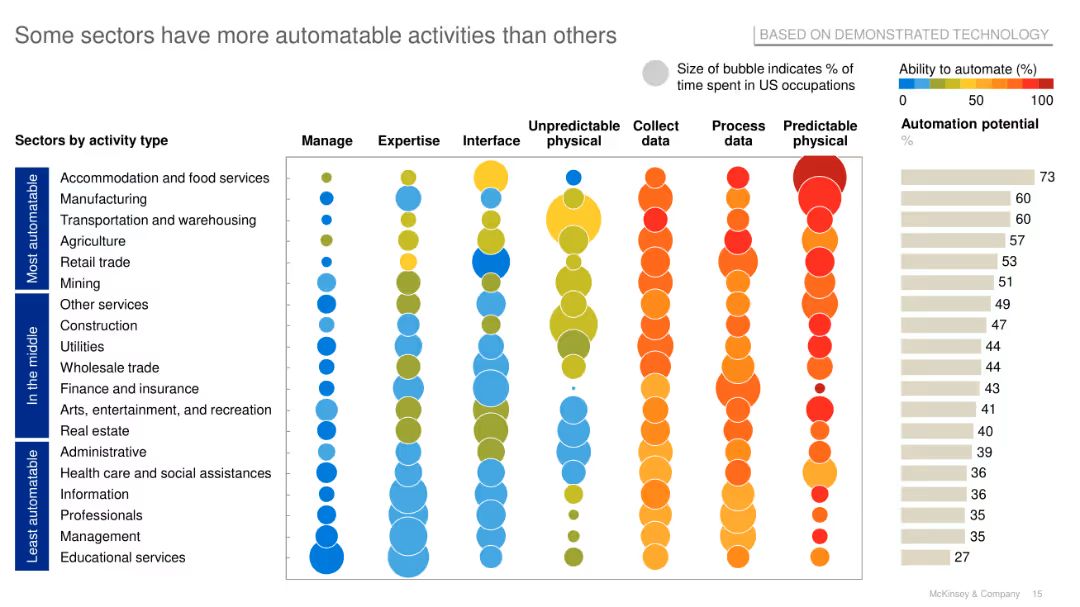 Some sectors have more automatable activities than others
BASED ON DEMONSTRATED TECHNOLOGY
Size of bubble indicates % of
time spent in US occupations
Ability to automate (%)
0 50 100
Sectors by activity type
Manage
Expertise
Interface
Unpredictable
physical
Collect
data
Process
data
Predictable
physical
Automation potential
%
Most automatable
Accommodation and food services 73
Manufacturing 60
Transportation and warehousing 60
Agriculture 57
Retail trade 53
Mining 51
In the middle
Other services 49
Construction 47
Utilities 44
Wholesale trade 44
Finance and insurance 43
Arts, entertainment, and recreation 41
Real estate 40
Least automatable
Administrative 39
Health care and social assistances 36
Information 36
Professionals 35
Management 35
Educational services 27
McKinsey & Company 15